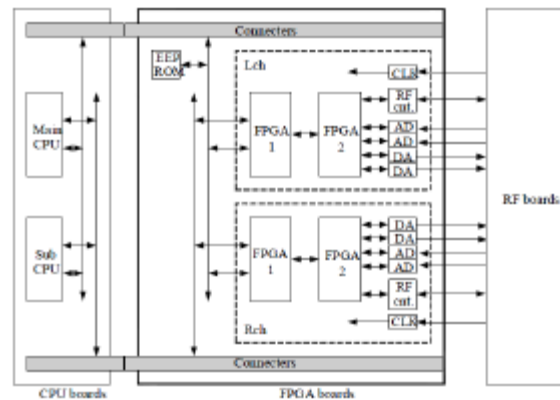 Connecters
EEP
ROM
Lch
CLK
RF
cnt.
Main
CPU
FPGA
1
FPGA
2
AD
AD
DA
DA
RF boards
Sub
CPU
FPGA
1
FPGA
2
DA
DA
AD
AD
RF
cnt.
Rch
CLK
Connecters
CPU boards
FPGA boards